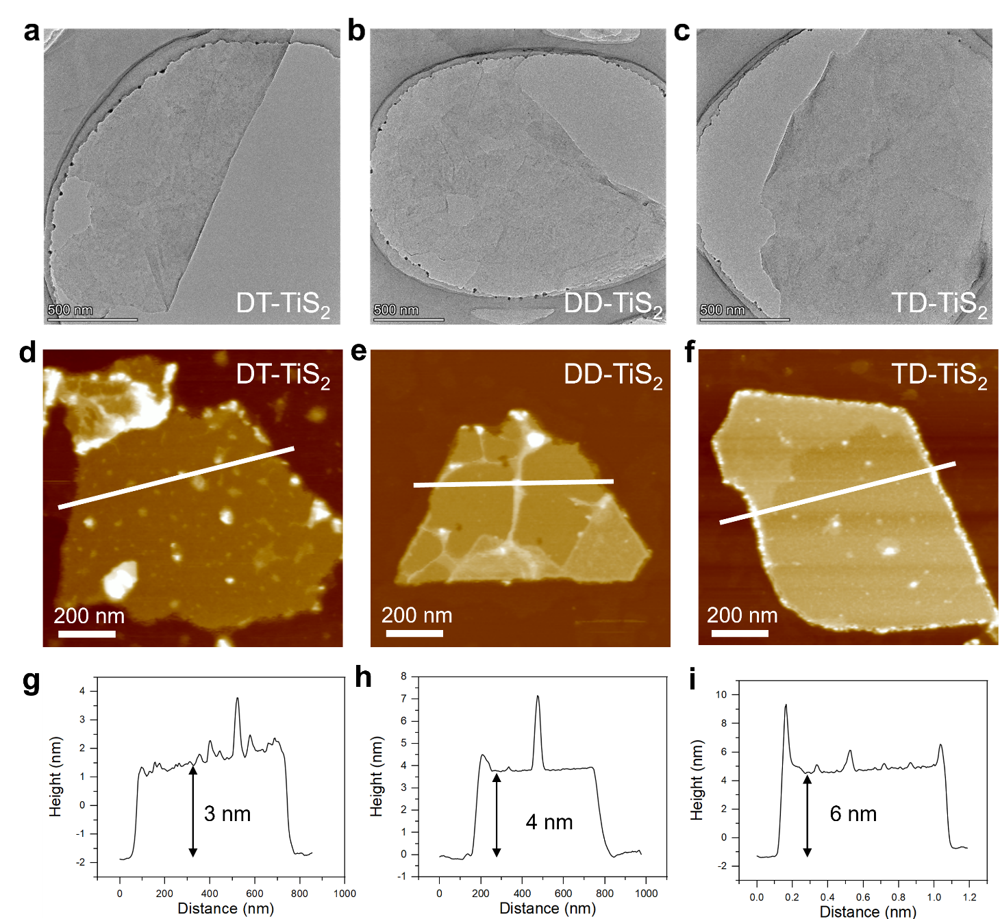 a
b
c
500 nm
DT-TiS₂
500 nm
DD-TiS₂
500 nm
TD-TiS₂
d
e
f
DT-TiS₂
DD-TiS₂
TD-TiS₂
200 nm
200 nm
200 nm
g
4
3
2
1
0
-1
-2
Height (nm)
3 nm
0 200 400 600 800 1000
Distance (nm)
h
8
7
6
5
4
3
2
1
0
-1
Height (nm)
4 nm
0 200 400 600 800 1000
Distance (nm)
i
10
8
6
4
2
0
-2
Height (nm)
6 nm
0.0 0.2 0.4 0.6 0.8 1.0 1.2
Distance (nm)